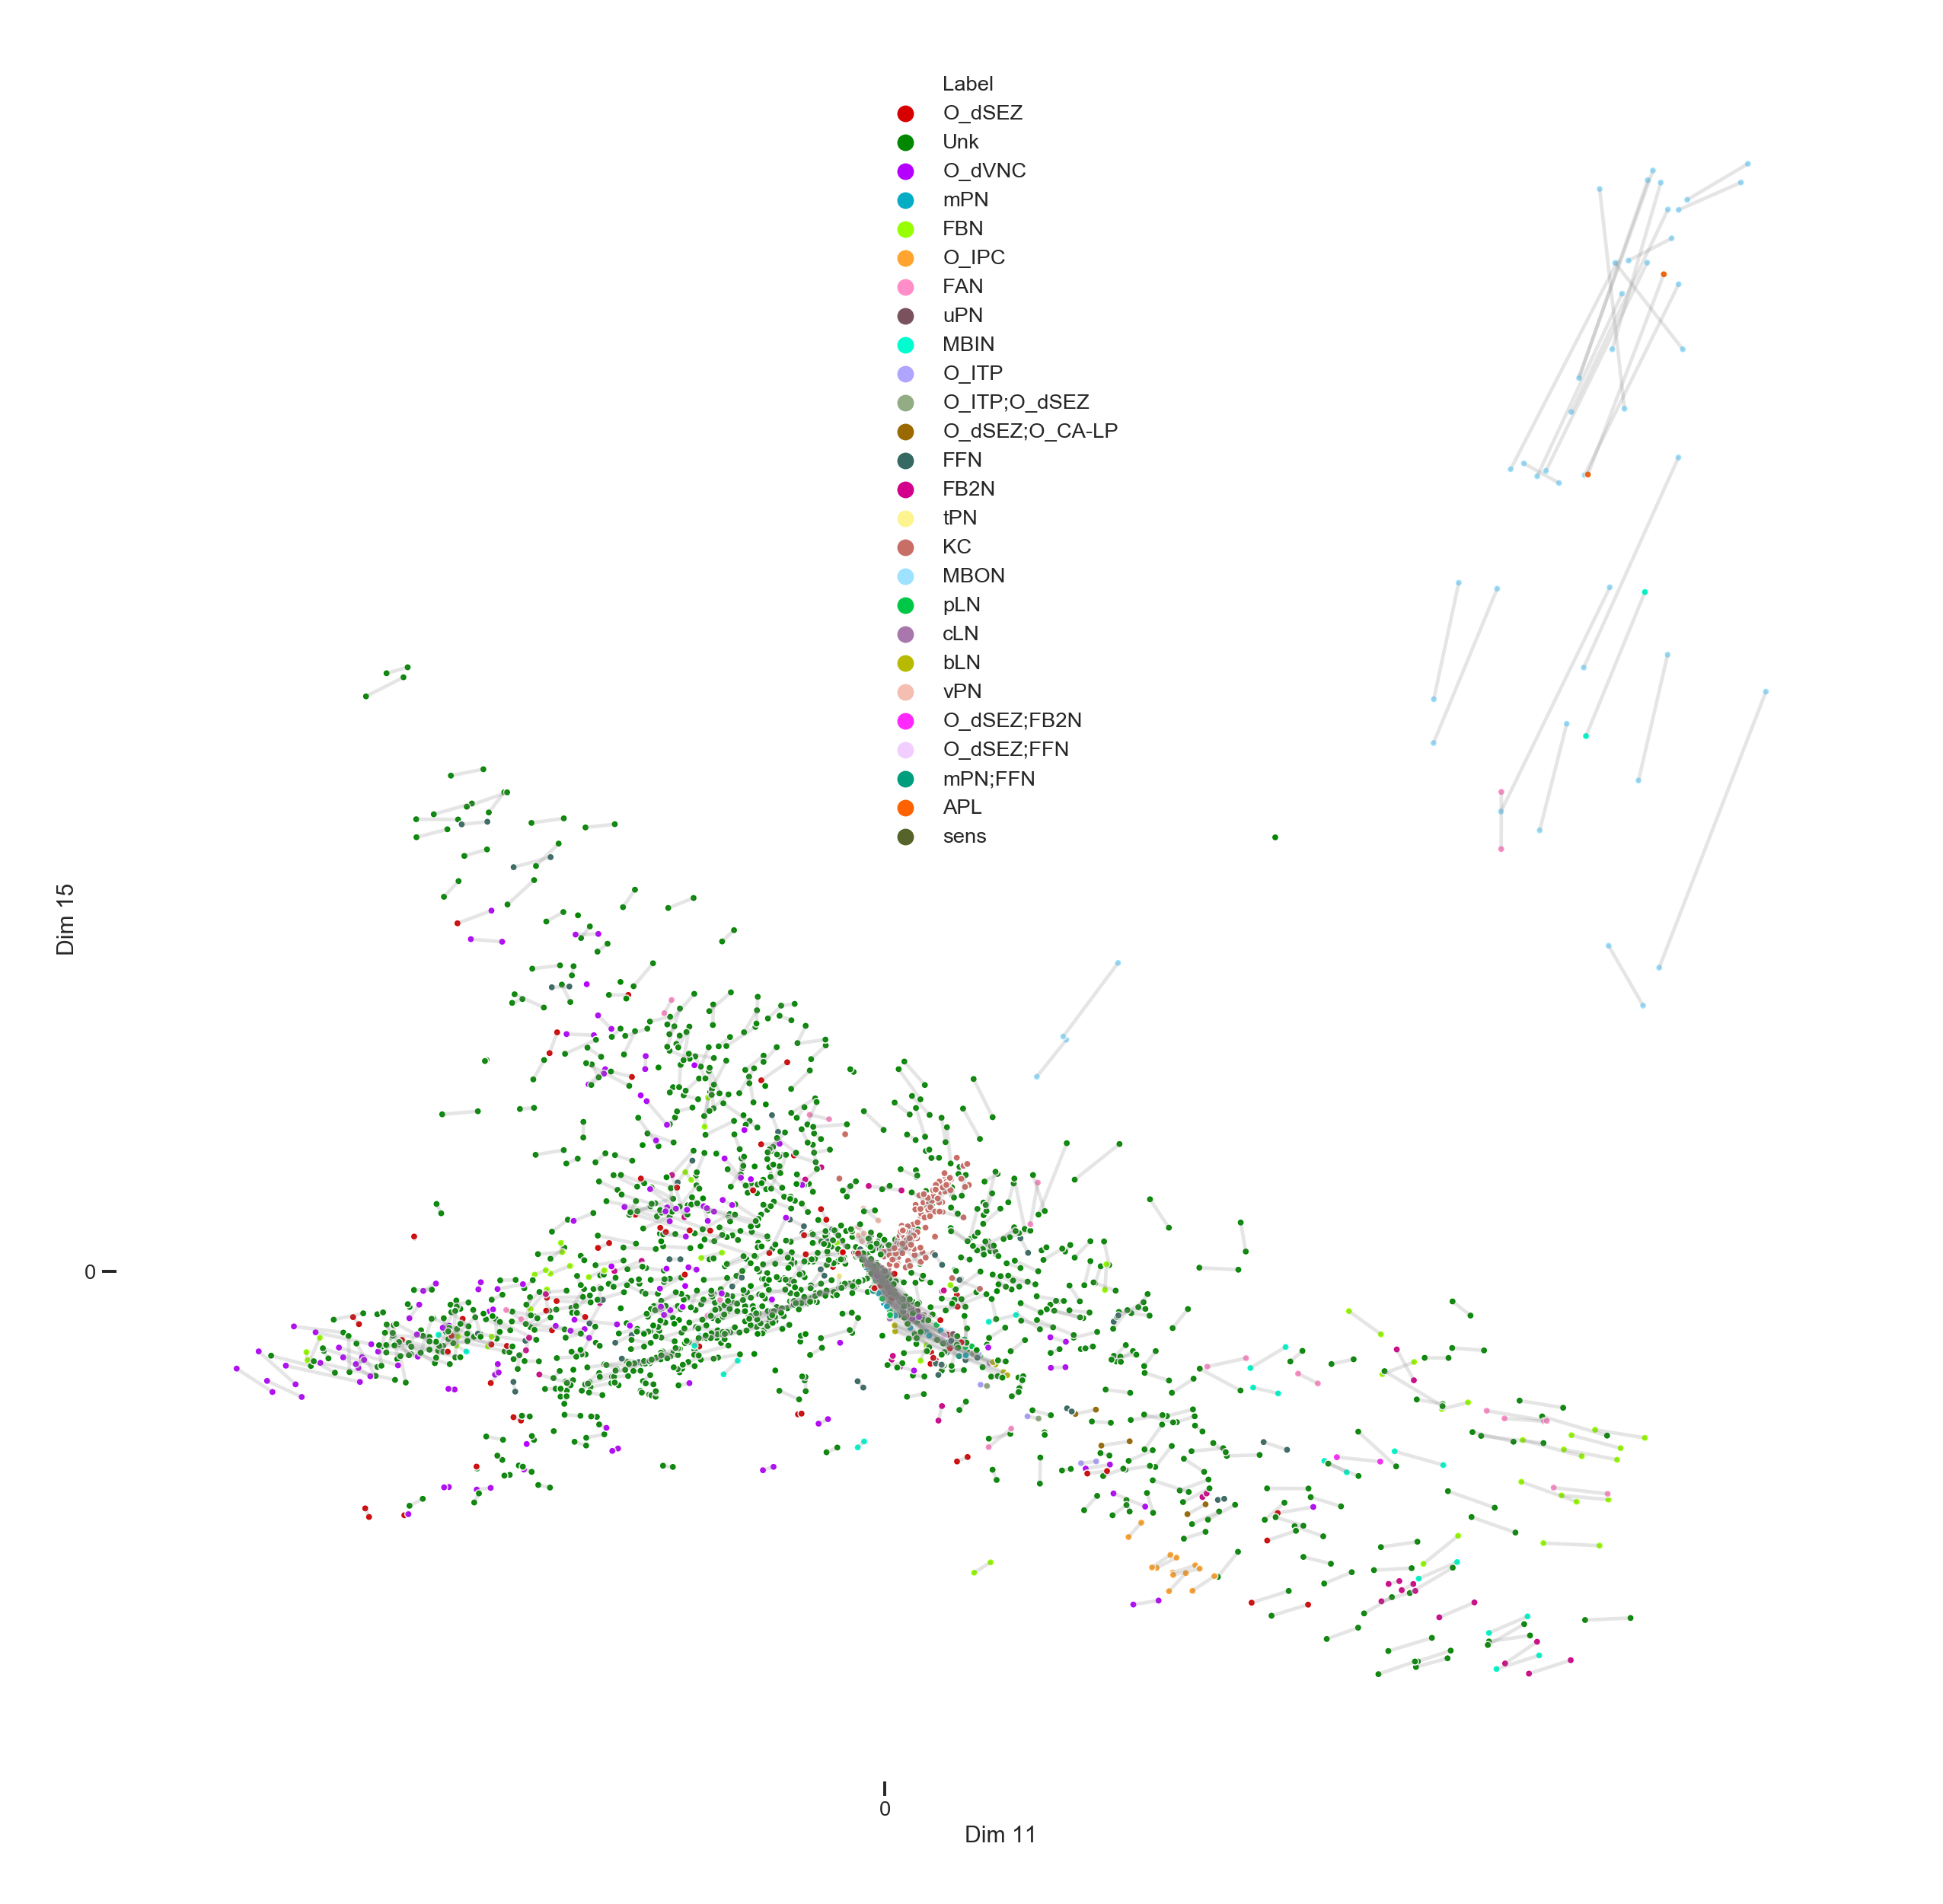 Label
O_dSEZ
Unk
O_dVNC
mPN
FBN
O_IPC
FAN
uPN
MBIN
O_ITP
O_ITP;O_dSEZ
O_dSEZ;O_CA-LP
FFN
FB2N
tPN
KC
MBON
pLN
cLN
bLN
vPN
O_dSEZ;FB2N
O_dSEZ;FFN
mPN;FFN
APL
sens
Dim 15
0
0
Dim 11